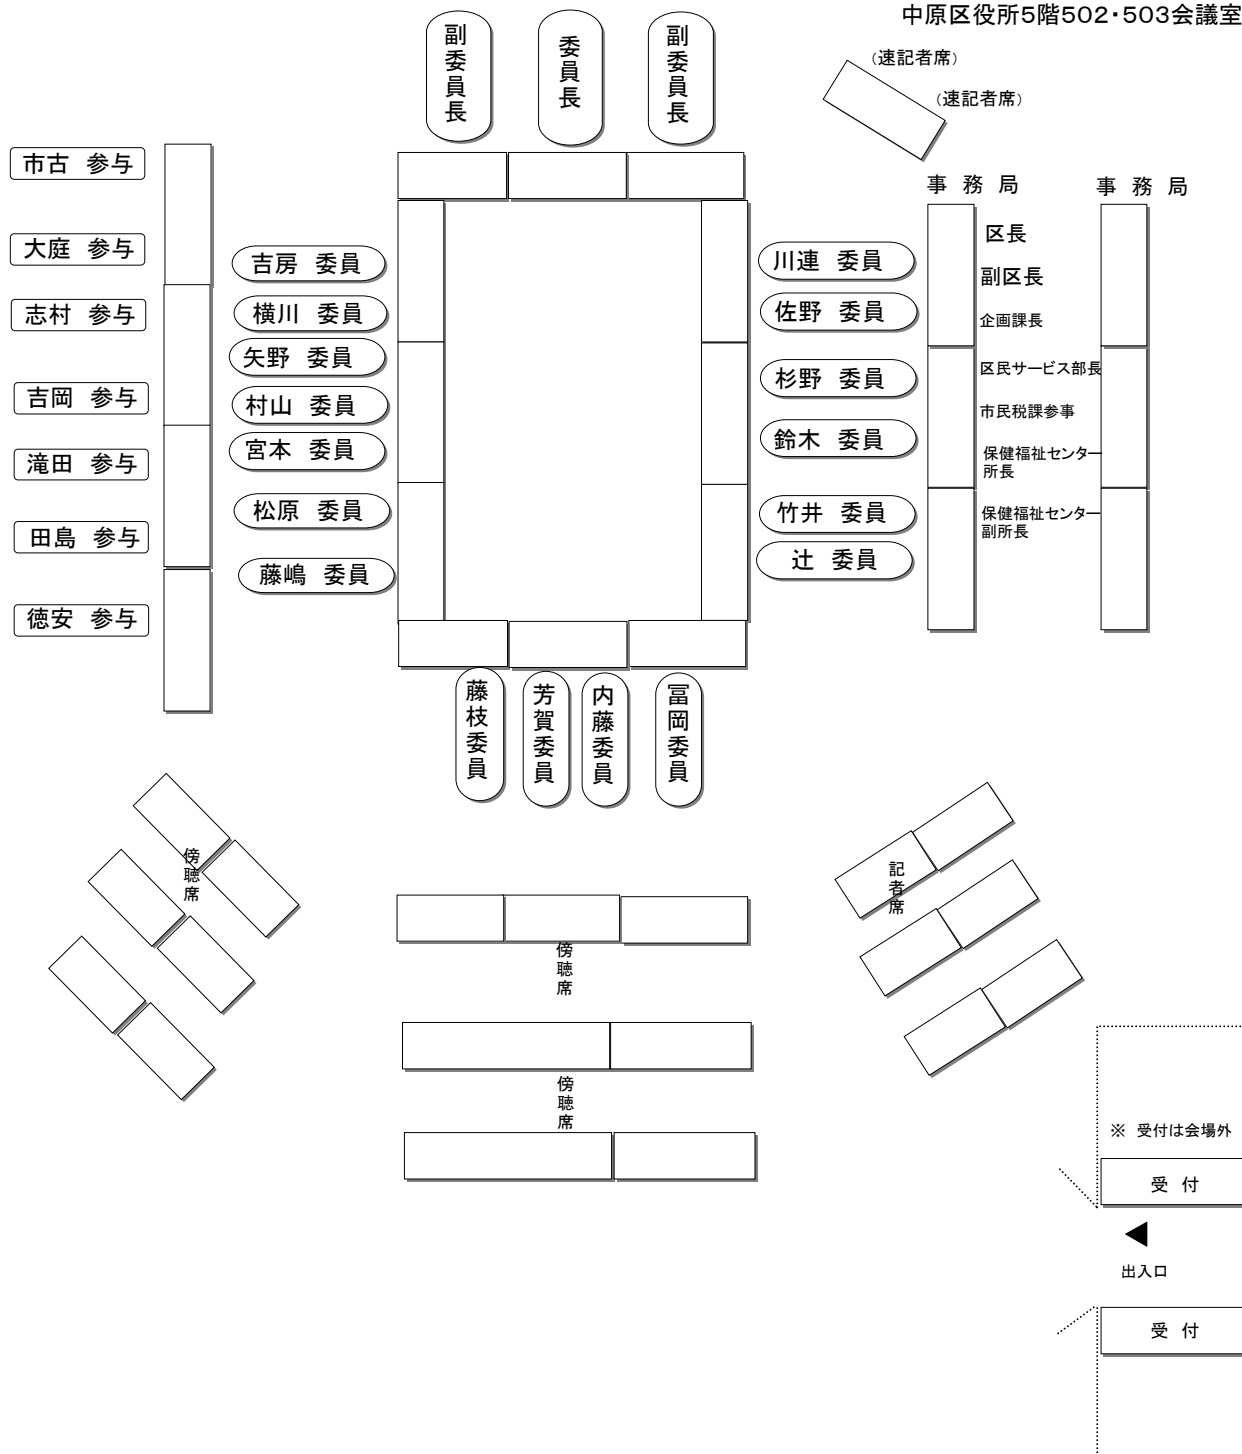 中原区役所5階502・503会議室
副委員長
委員長
副委員長
（速記者席）
（速記者席）
事 務 局
事 務 局
市古 参与
大庭 参与
志村 参与
吉岡 参与
滝田 参与
田島 参与
徳安 参与
吉房 委員
横川 委員
矢野 委員
村山 委員
宮本 委員
松原 委員
藤嶋 委員
川連 委員
佐野 委員
杉野 委員
鈴木 委員
竹井 委員
辻 委員
区長
副区長
企画課長
区民サービス部長
市民税課参事
保健福祉センター
所長
保健福祉センター
副所長
藤枝委員
芳賀委員
内藤委員
冨岡委員
傍聴席
記者席
傍聴席
傍聴席
※ 受付は会場外
受 付
出入口
受 付